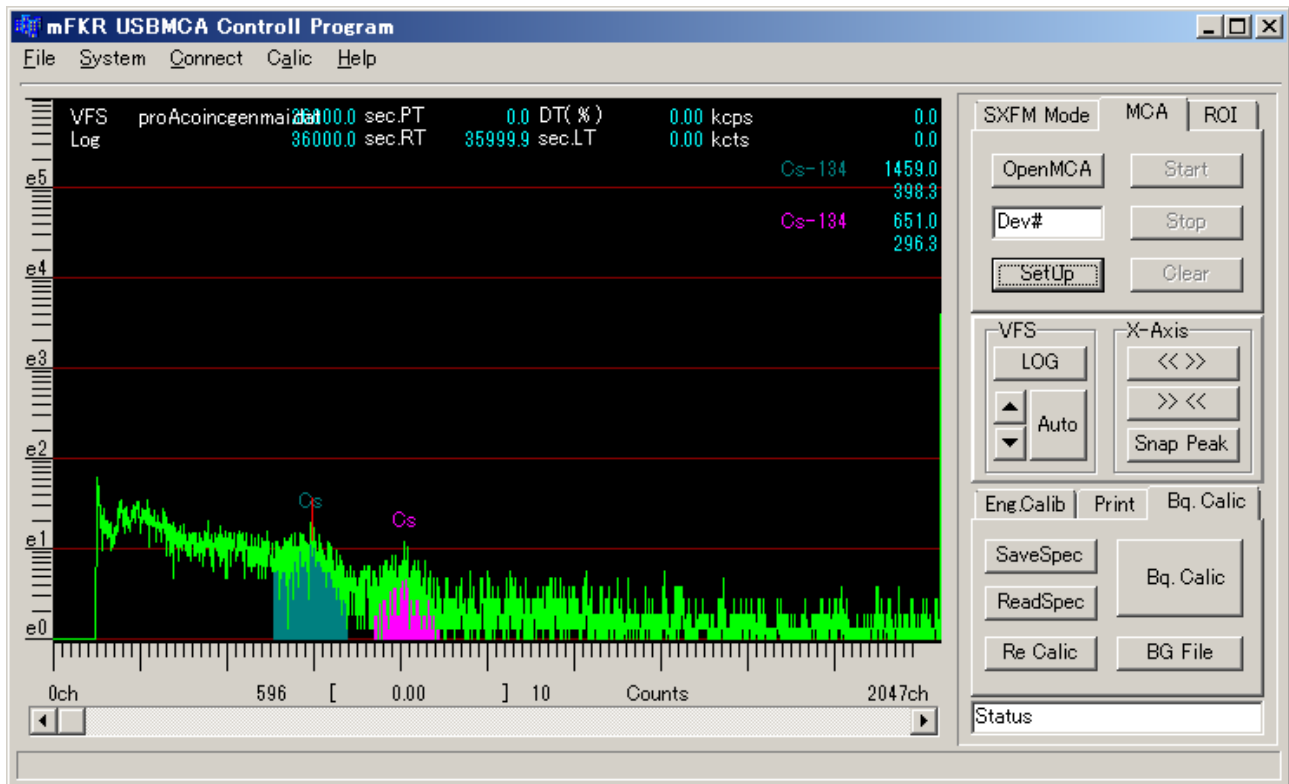 mFKR USBMCA Controll Program
File System Connect Calic Help
VFS proAcoincgenmai.dat 36000.0 sec.PT 0.0 DT(%) 0.00 kcps 0.0
Log 36000.0 sec.RT 35999.9 sec.LT 0.00 kcts 0.0
Cs-134 1459.0
398.3
Cs-134 651.0
296.3
e5
e4
e3
e2
e1
e0
Cs
Cs
0ch 596 [ 0.00 ] 10 Counts 2047ch
SXFM Mode MCA ROI
OpenMCA Start
Dev# Stop
SetUp Clear
VFS X-Axis
LOG << >>
>> <<
Auto
Snap Peak
Eng.Calib Print Bq. Calic
SaveSpec
Bq. Calic
ReadSpec
Re Calic BG File
Status